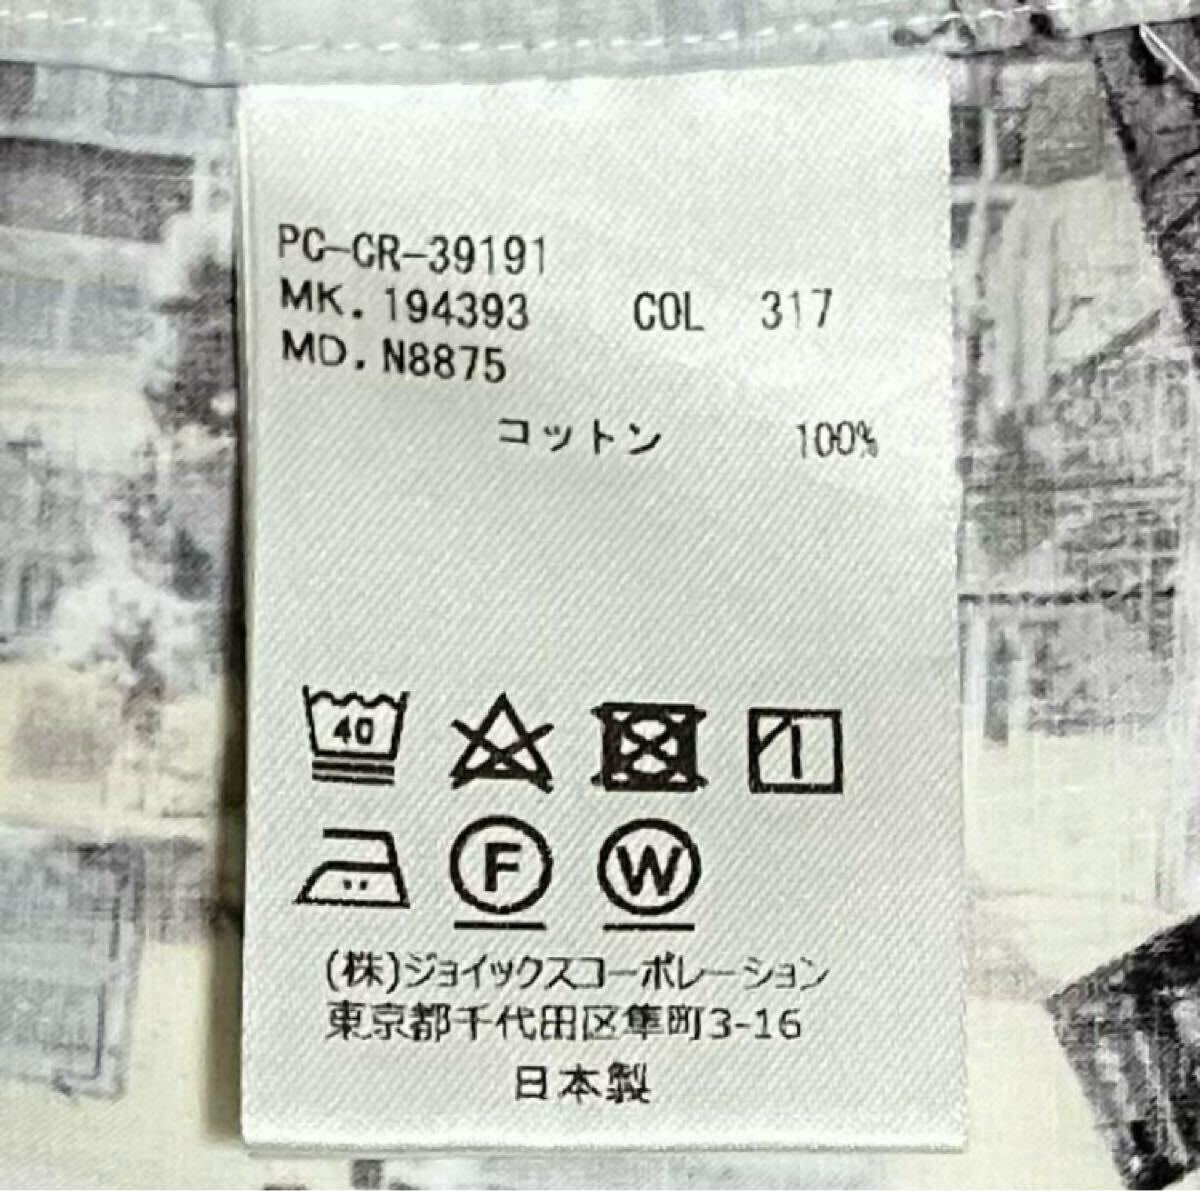 PC-CR-39191
MK. 194393 COL 317
MD. N8875
コットン 100%
40
F W
(株)ジョイックスコーポレーション
東京都千代田区隼町3-16
日本製